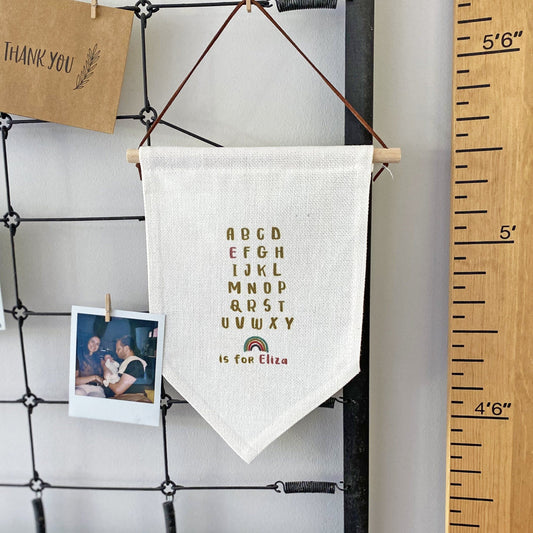 THANK YOU
ABCD
EFGH
IJKL
MNOP
QRST
UVWXY
is for Eliza
5'6"
5'
4'6"